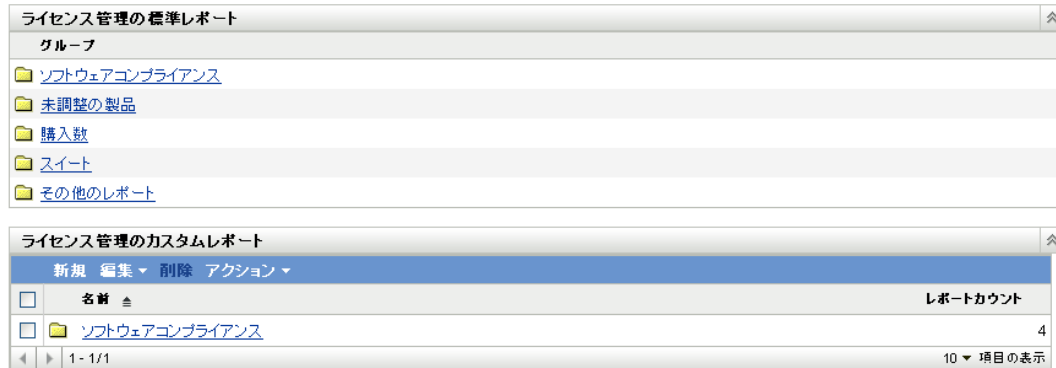 ライセンス管理の標準レポート
グループ
ソフトウェアコンプライアンス
未調整の製品
購入数
スイート
その他のレポート
ライセンス管理のカスタムレポート
新規 編集 削除 アクション
名前 レポートカウント
ソフトウェアコンプライアンス 4
1 - 1/1 10 項目の表示